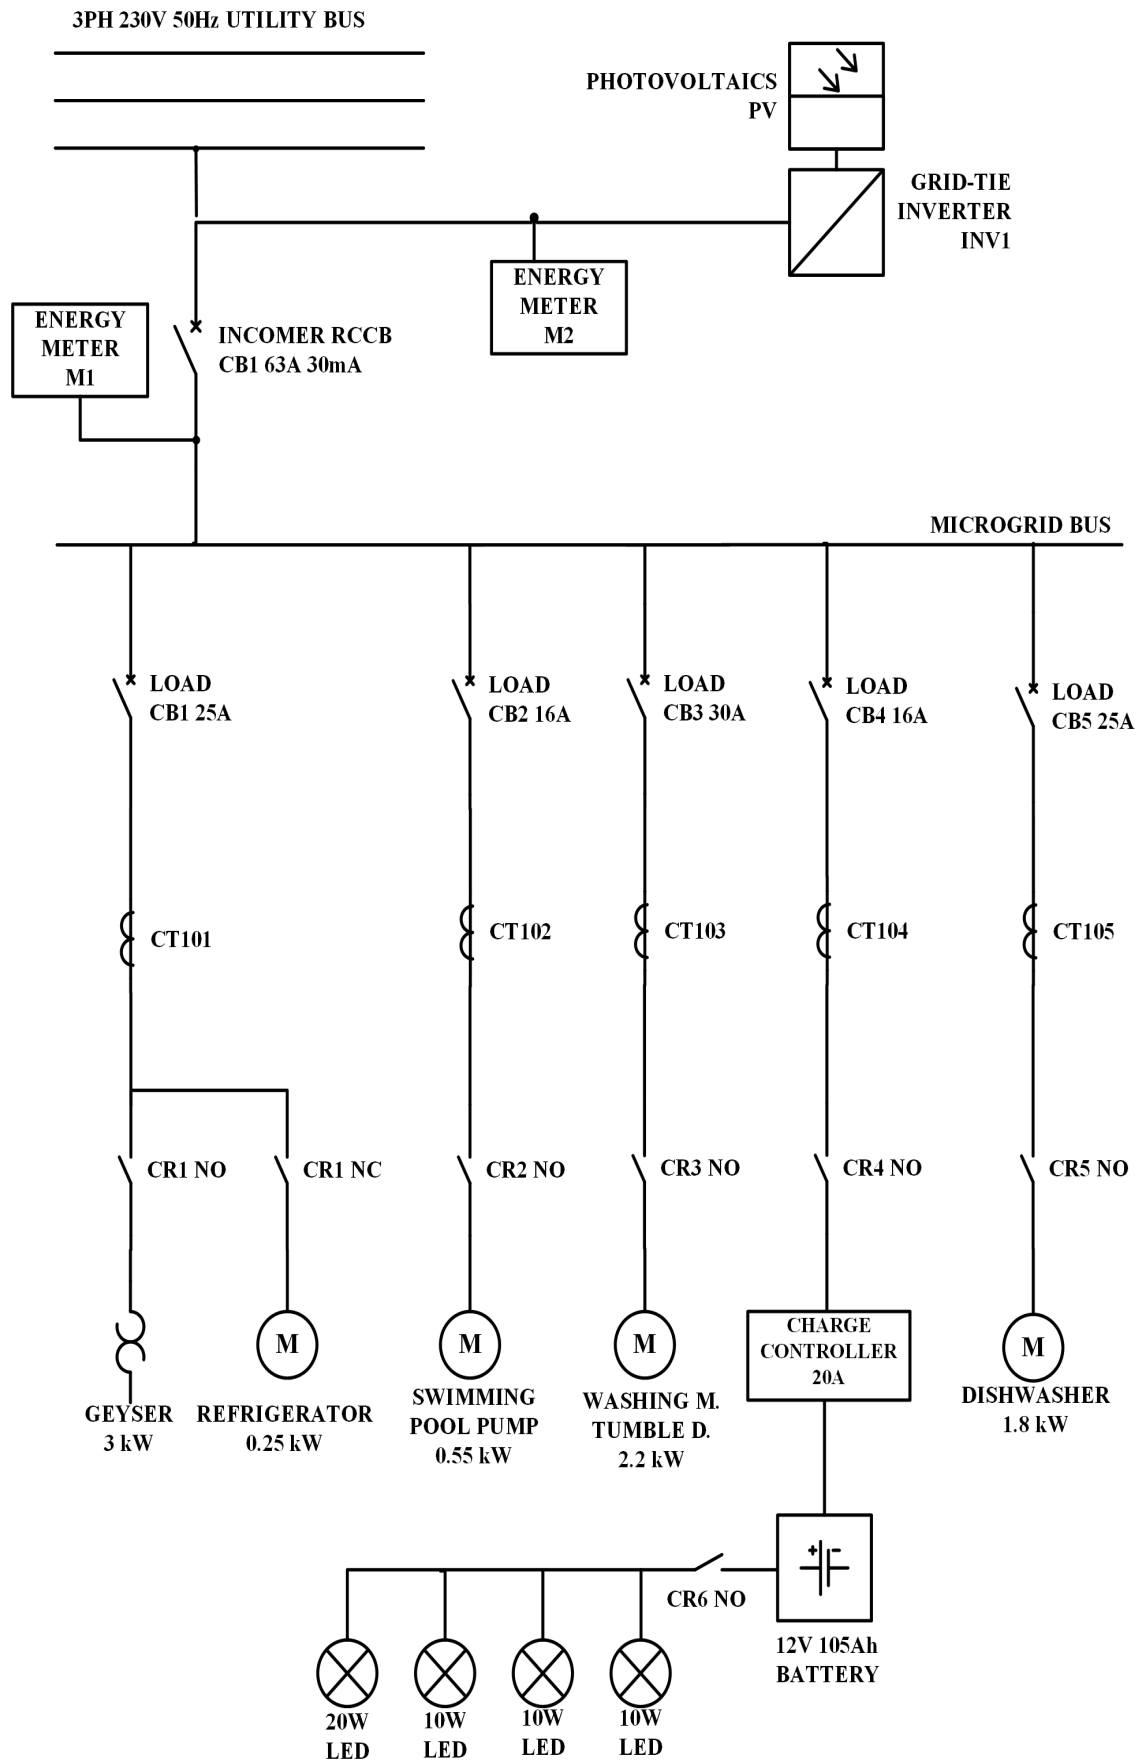 3PH 230V 50Hz UTILITY BUS
PHOTOVOLTAICS
PV
GRID-TIE
INVERTER
INV1
ENERGY
METER
M2
ENERGY
METER
M1
INCOMER RCCB
CB1 63A 30mA
MICROGRID BUS
LOAD
CB1 25A
LOAD
CB2 16A
LOAD
CB3 30A
LOAD
CB4 16A
LOAD
CB5 25A
CT101
CT102
CT103
CT104
CT105
CR1 NO
CR1 NC
CR2 NO
CR3 NO
CR4 NO
CR5 NO
M
M
M
CHARGE
CONTROLLER
20A
M
GEYSER
3 kW
REFRIGERATOR
0.25 kW
SWIMMING
POOL PUMP
0.55 kW
WASHING M.
TUMBLE D.
2.2 kW
DISHWASHER
1.8 kW
+ -
CR6 NO
12V 105Ah
BATTERY
20W
LED
10W
LED
10W
LED
10W
LED